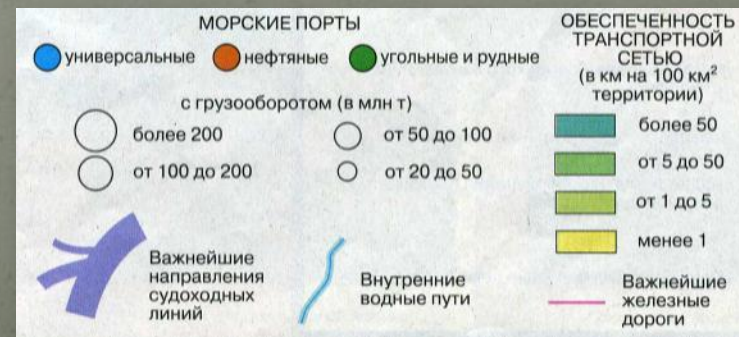 МОРСКИЕ ПОРТЫ
универсальные
нефтяные
угольные и рудные
с грузооборотом (в млн т)
более 200
от 50 до 100
от 100 до 200
от 20 до 50
Важнейшие
направления
судоходных
линий
Внутренние
водные пути
ОБЕСПЕЧЕННОСТЬ
ТРАНСПОРТНОЙ
СЕТЬЮ
(в км на 100 км²
территории)
более 50
от 5 до 50
от 1 до 5
менее 1
Важнейшие
железные
дороги